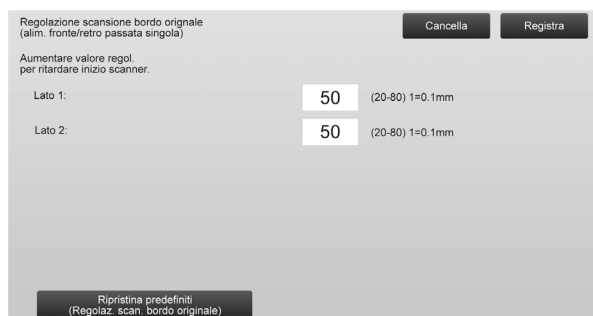 Regolazione scansione bordo orignale
(alim. fronte/retro passata singola)
Cancella
Registra
Aumentare valore regol.
per ritardare inizio scanner.
Lato 1:
50
(20-80) 1=0.1mm
Lato 2:
50
(20-80) 1=0.1mm
Ripristina predefiniti
(Regolaz. scan. bordo originale)